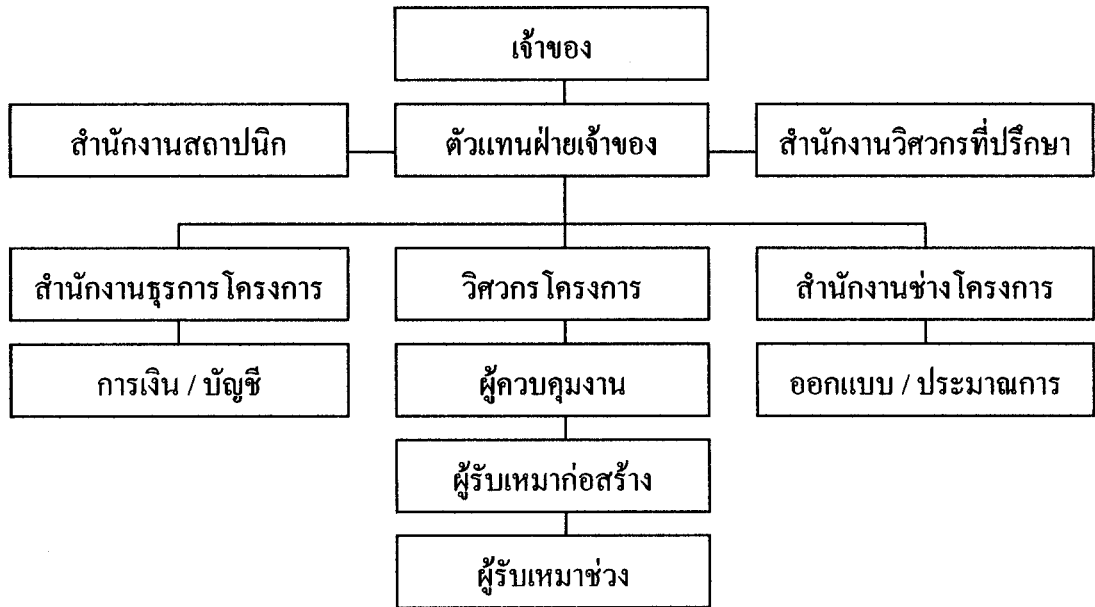 เจ้าของ
สำนักงานสถาปนิก
ตัวแทนฝ่ายเจ้าของ
สำนักงานวิศวกรที่ปรึกษา
สำนักงานธุรการโครงการ
วิศวกรโครงการ
สำนักงานช่างโครงการ
การเงิน / บัญชี
ผู้ควบคุมงาน
ออกแบบ / ประมาณการ
ผู้รับเหมาก่อสร้าง
ผู้รับเหมาช่วง